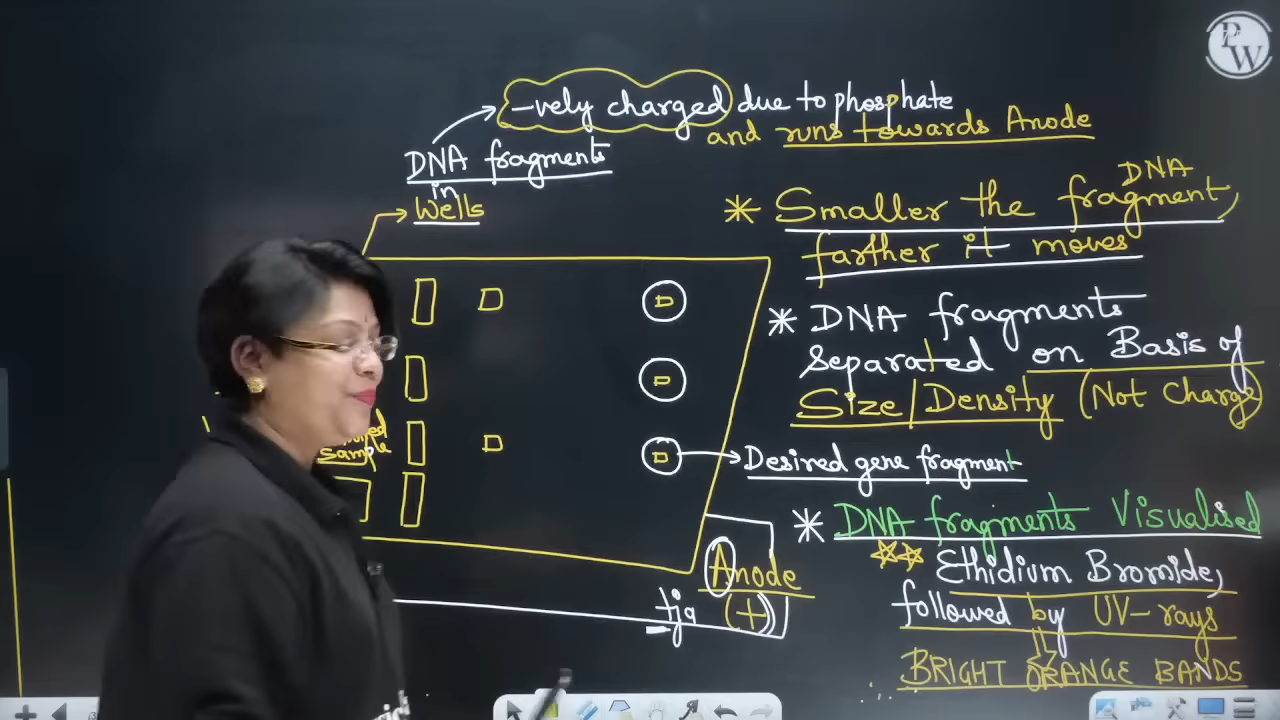 PW
-vely charged due to phosphate
and runs towards Anode
DNA fragments
in
Wells
* Smaller the DNA fragment,
farther it moves
* DNA fragments
separated on Basis of
Size/Density (Not Charge)
sample
Desired gene fragment
* DNA fragments Visualised
Ethidium Bromide,
followed by UV-rays
BRIGHT ORANGE BANDS
Anode
(+)